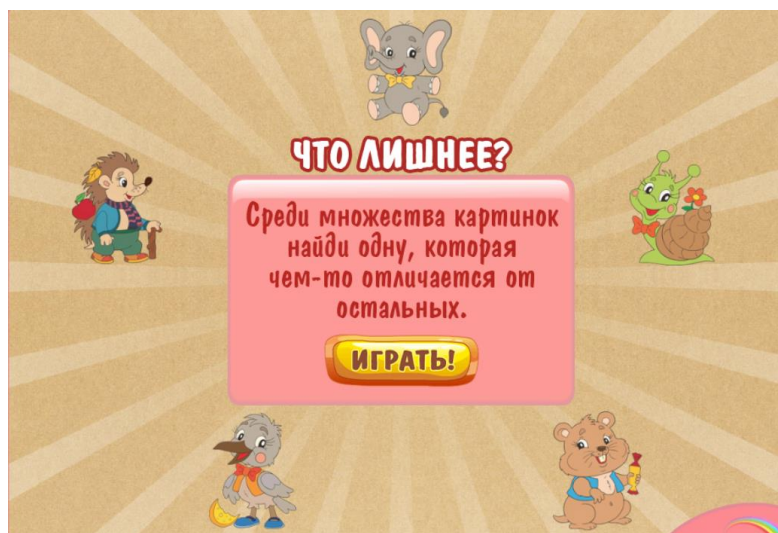 ЧТО ЛИШНЕЕ?
Среди множества картинок
найди одну, которая
чем-то отличается от
остальных.
ИГРАТЬ!